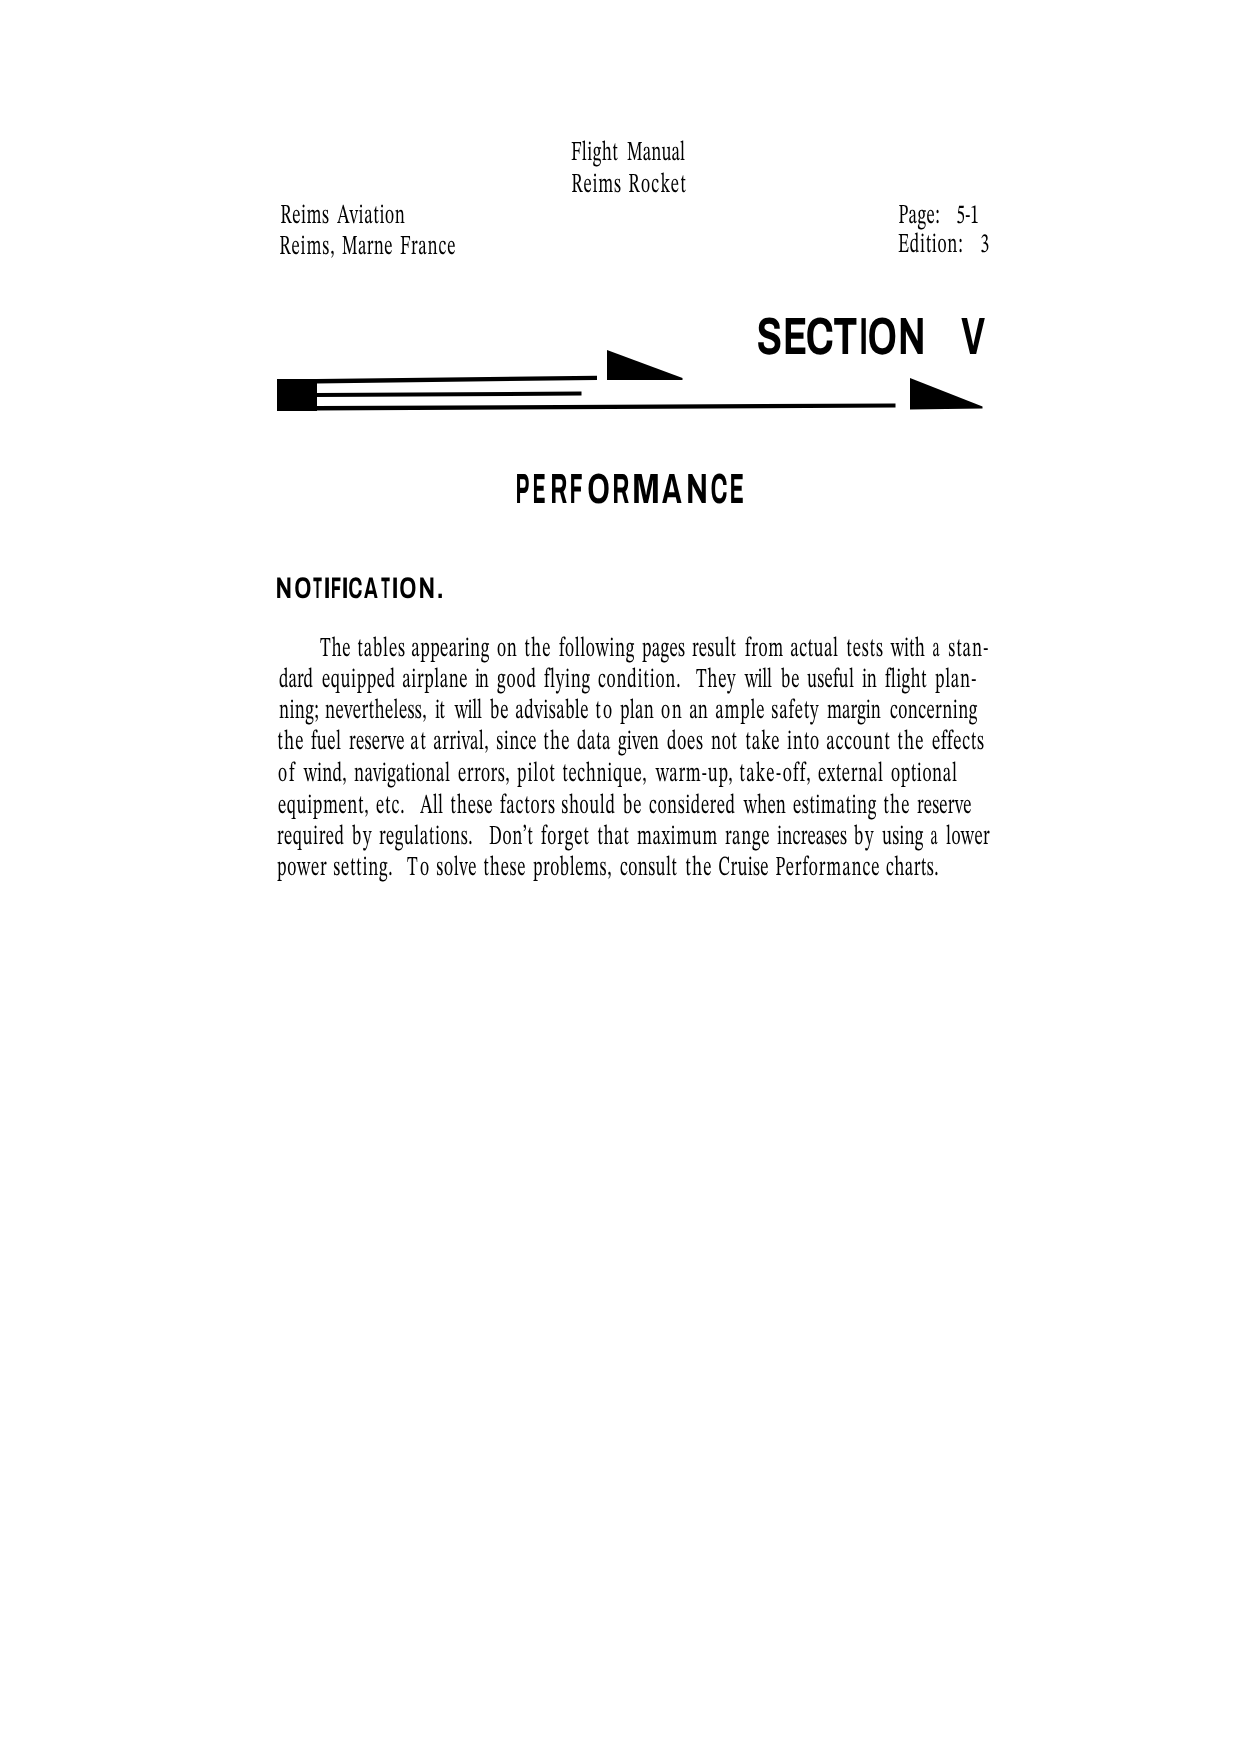 Flight Manual
Reims Rocket
Reims Aviation
Page: 5-1
Reims, Marne France
Edition: 3
SECTION V
PERFORMANCE
NOTIFICATION.
The tables appearing on the following pages result from actual tests with a stan-
dard equipped airplane in good flying condition. They will be useful in flight plan-
ning; nevertheless, it will be advisable to plan on an ample safety margin concerning
the fuel reserve at arrival, since the data given does not take into account the effects
of wind, navigational errors, pilot technique, warm-up, take-off, external optional
equipment, etc. All these factors should be considered when estimating the reserve
required by regulations. Don't forget that maximum range increases by using a lower
power setting. To solve these problems, consult the Cruise Performance charts.